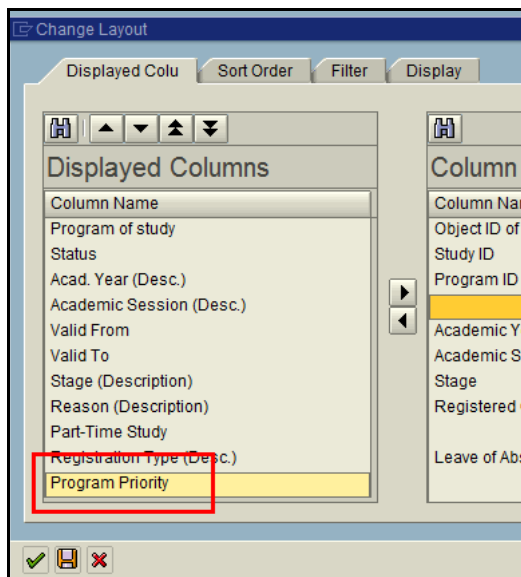 Change Layout
Displayed Colu Sort Order Filter Display
Displayed Columns
Column Name
Program of study
Status
Acad. Year (Desc.)
Academic Session (Desc.)
Valid From
Valid To
Stage (Description)
Reason (Description)
Part-Time Study
Registration Type (Desc.)
Program Priority
Column
Column
Object ID of
Study ID
Program ID
Academic
Academic
Stage
Registered
Leave of